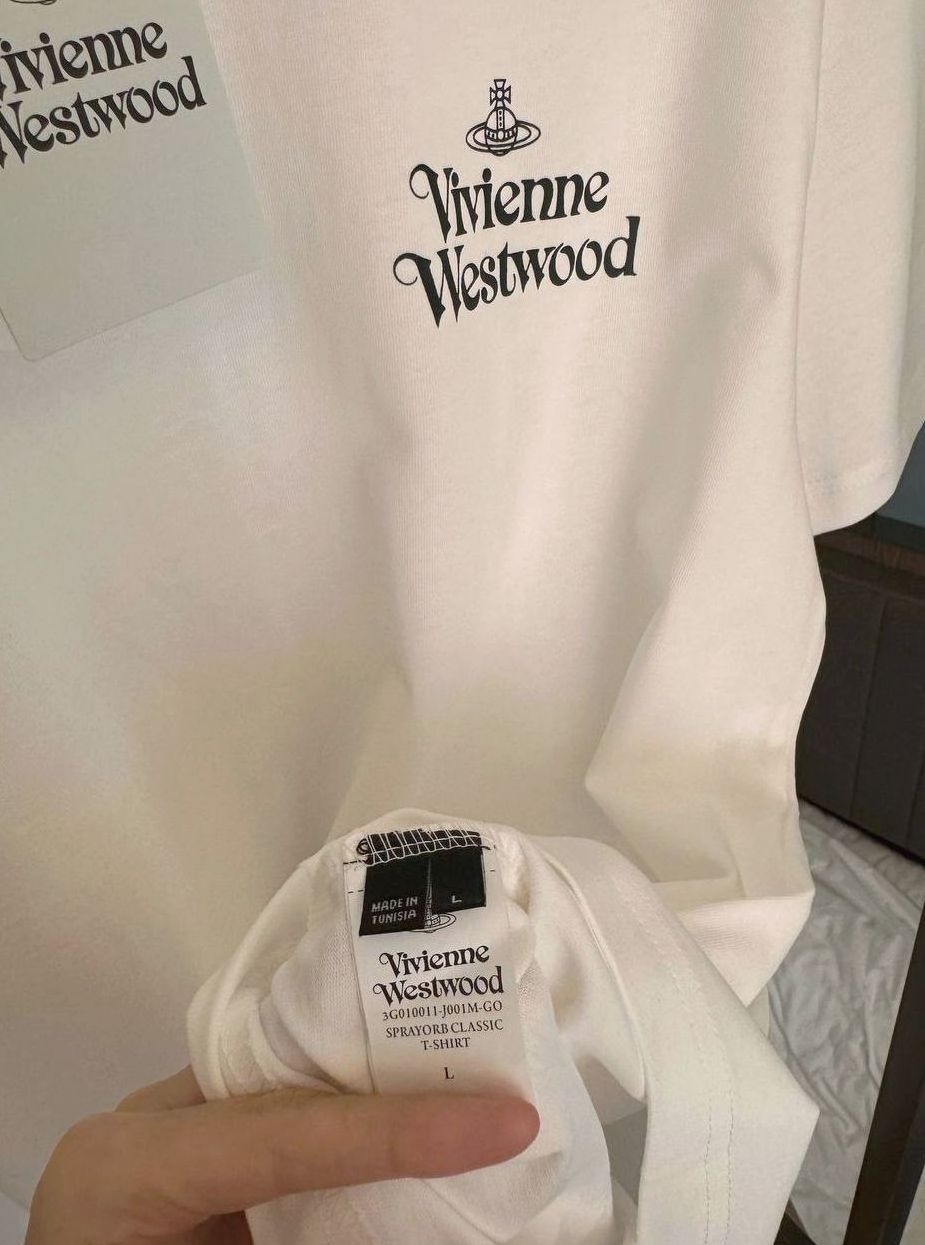 Vivienne
Westwood
Vivienne
Westwood
MADE IN
TUNISIA
L
Vivienne
Westwood
3G010011-J001M-GO
SPRAYORB CLASSIC
T-SHIRT
L